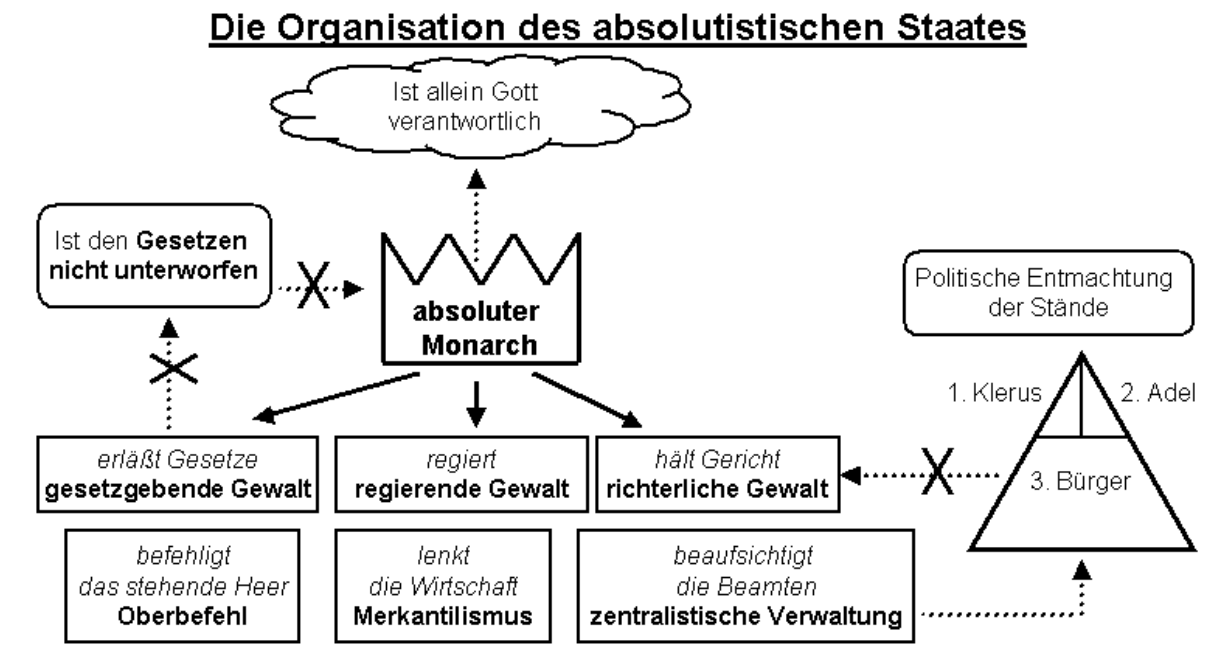 Die Organisation des absolutistischen Staates
Ist allein Gott
verantwortlich
Ist den Gesetzen
nicht unterworfen
absoluter
Monarch
Politische Entmachtung
der Stände
1. Klerus
2. Adel
3. Bürger
erläßt Gesetze
gesetzgebende Gewalt
regiert
regierende Gewalt
hält Gericht
richterliche Gewalt
befehligt
das stehende Heer
Oberbefehl
lenkt
die Wirtschaft
Merkantilismus
beaufsichtigt
die Beamten
zentralistische Verwaltung